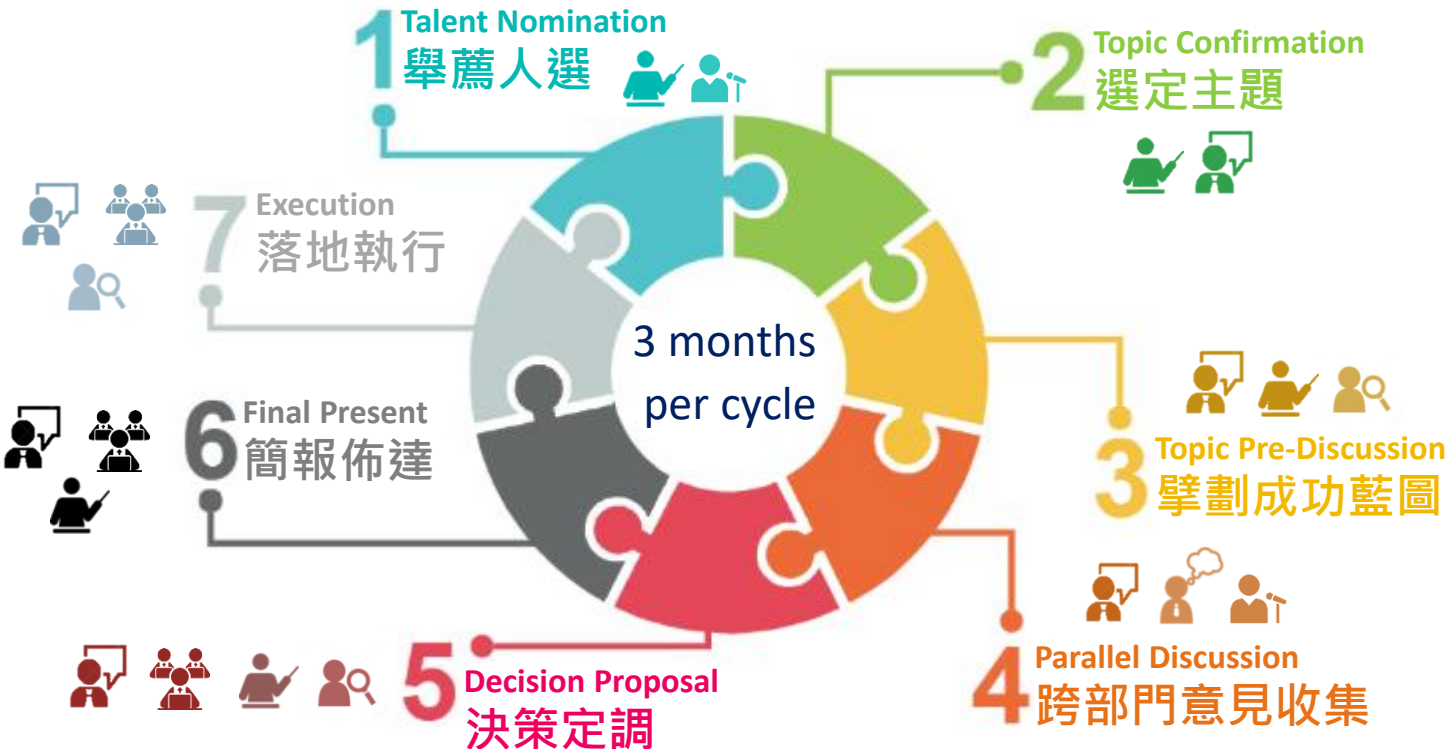 1
Talent Nomination
舉薦人選
2
Topic Confirmation
選定主題
3
Topic Pre-Discussion
擘劃成功藍圖
4
Parallel Discussion
跨部門意見收集
5
Decision Proposal
決策定調
6
Final Present
簡報佈達
7
Execution
落地執行
3 months
per cycle